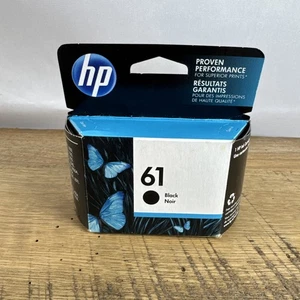 hp
PROVEN
PERFORMANCE
FOR SUPERIOR PRINTS*
RÉSULTATS
GARANTIS
POUR DES IMPRESSIONS
DE HAUTE QUALITÉ*
61
Black
Noir